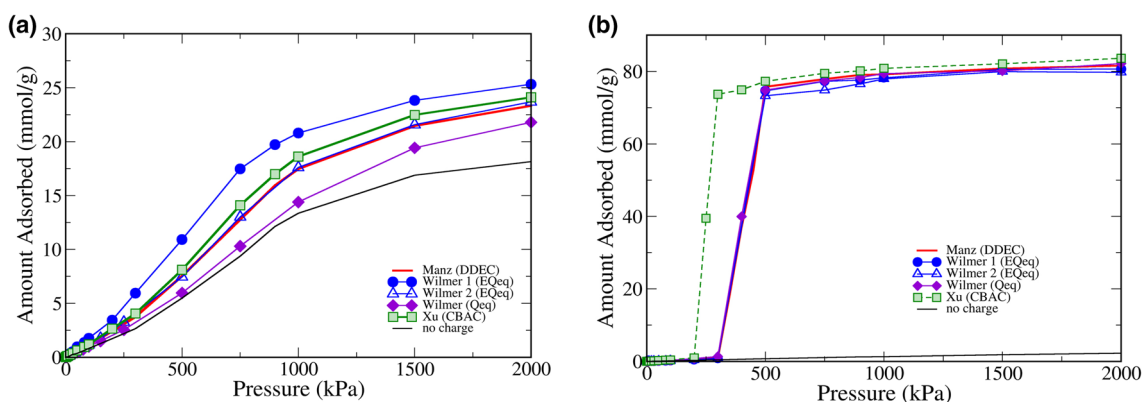 (a)
Amount Adsorbed (mmol/g)
30
25
20
15
10
5
0
0
500
1000
1500
2000
Pressure (kPa)
Manz (DDEC)
Wilmer 1 (EQeq)
Wilmer 2 (EQeq)
Wilmer (Qeq)
Xu (CBAC)
no charge
(b)
Amount Adsorbed (mmol/g)
80
60
40
20
0
0
500
1000
1500
2000
Pressure (kPa)
Manz (DDEC)
Wilmer 1 (EQeq)
Wilmer 2 (EQeq)
Wilmer (Qeq)
Xu (CBAC)
no charge